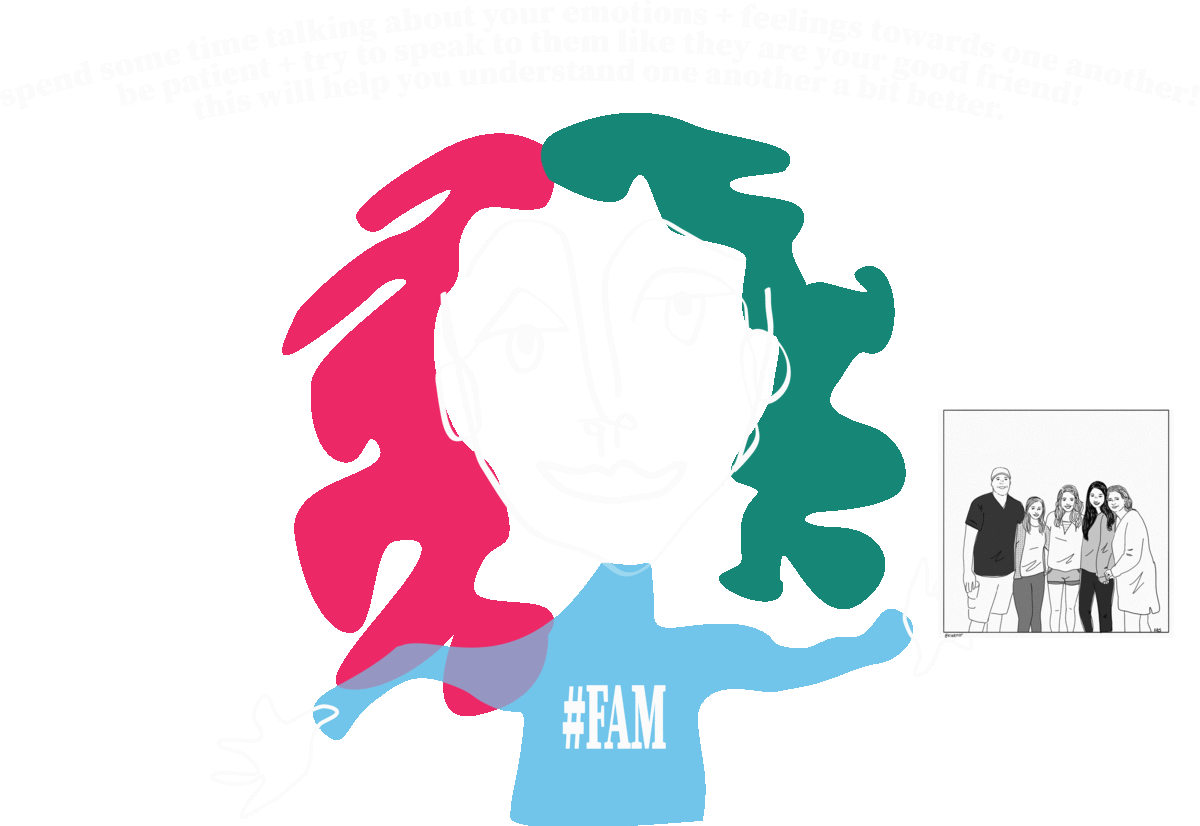 spend some time talking about your emotions + feelings towards one another!
be patient + try to speak to them like they are your good friend!
this will help you understand one another a bit better.
#FAM